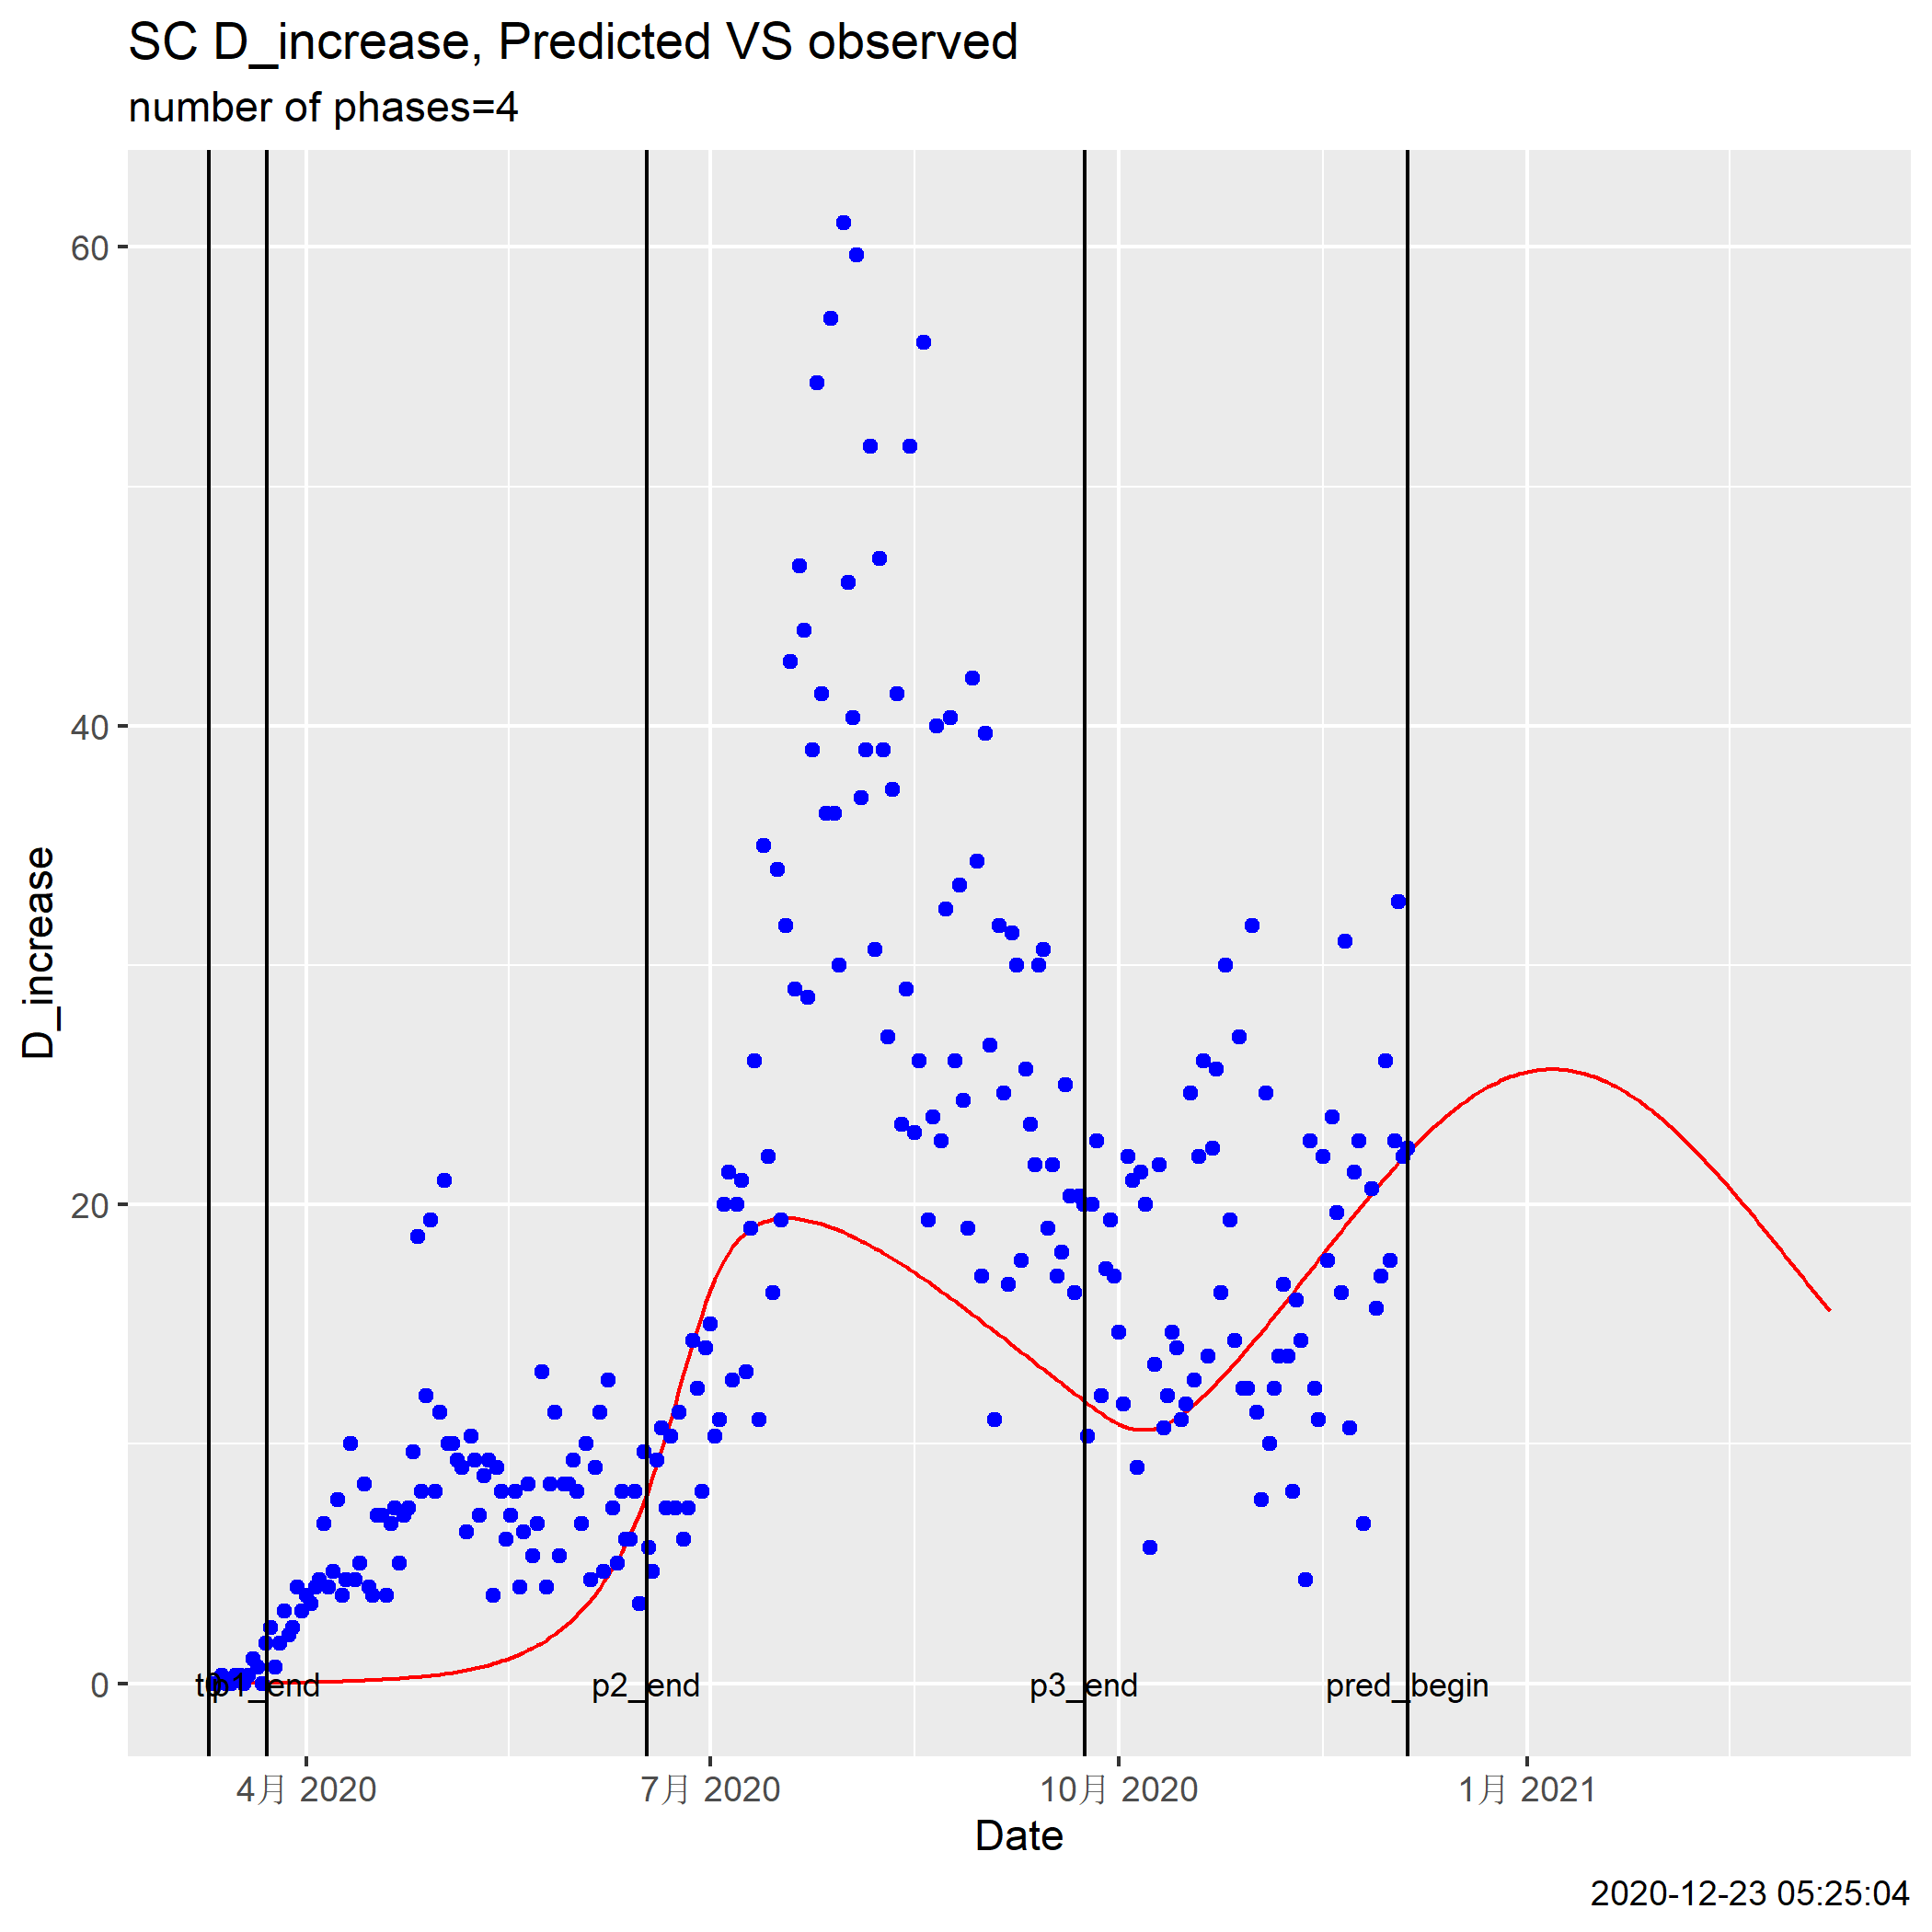 SC D_increase, Predicted VS observed
number of phases=4
60
40
20
0
D_increase
p1_end
p2_end
p3_end
pred_begin
4月 2020
7月 2020
10月 2020
1月 2021
Date
2020-12-23 05:25:04